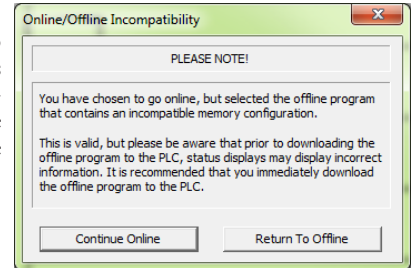 Online/Offline Incompatibility
PLEASE NOTE!
You have chosen to go online, but selected the offline program
that contains an incompatible memory configuration.
This is valid, but please be aware that prior to downloading the
offline program to the PLC, status displays may display incorrect
information. It is recommended that you immediately download
the offline program to the PLC.
Continue Online
Return To Offline